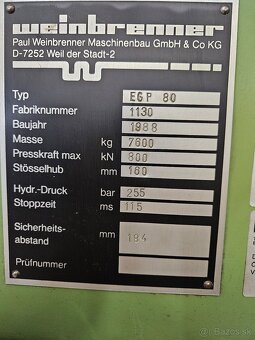 weinbrenner
Paul Weinbrenner Maschinenbau GmbH & Co KG
D-7252 Weil der Stadt-2
Typ EGP 80
Fabriknummer 1130
Baujahr 1988
Masse kg 7600
Presskraft max kN 800
Stösselhub mm 160
Hydr.-Druck bar 255
Stoppzeit ms 115
Sicherheits-
abstand mm 184
Prüfnummer